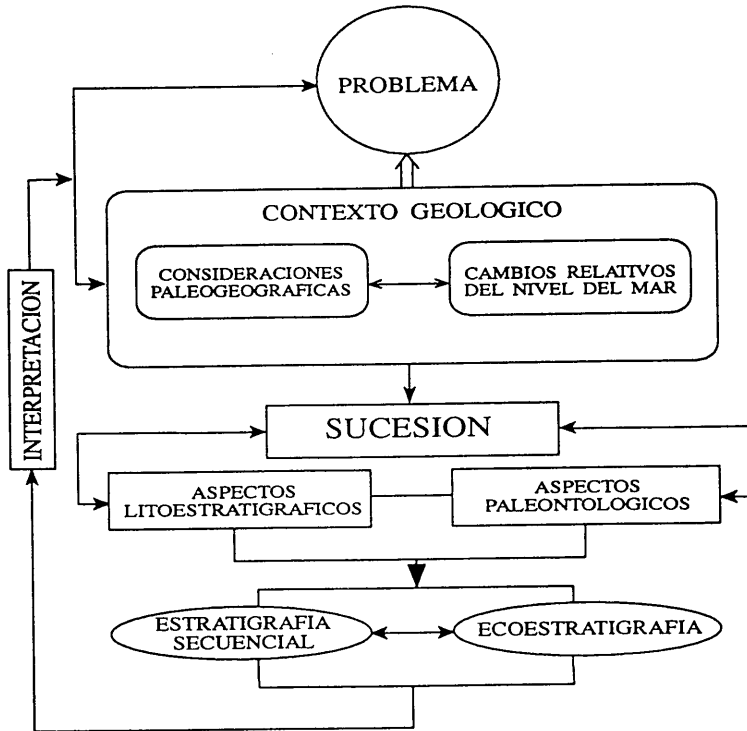 PROBLEMA
CONTEXTO GEOLOGICO
CONSIDERACIONES
PALEOGEOGRAFICAS
CAMBIOS RELATIVOS
DEL NIVEL DEL MAR
INTERPRETACION
SUCESION
ASPECTOS
LITOESTRATIGRAFICOS
ASPECTOS
PALEONTOLOGICOS
ESTRATIGRAFIA
SECUENCIAL
ECOESTRATIGRAFIA